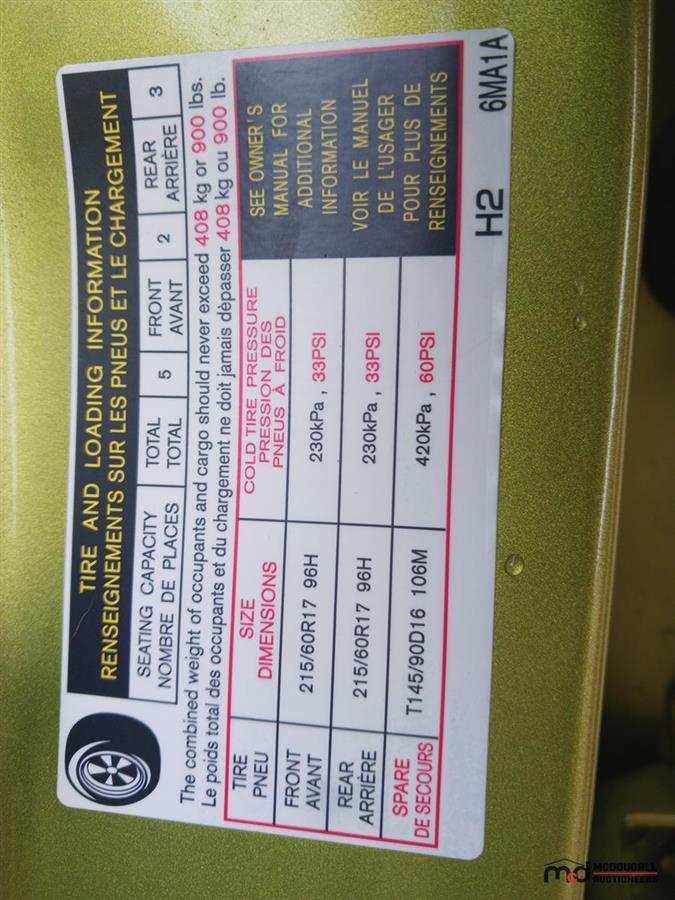 TIRE AND LOADING INFORMATION
RENSEIGNEMENTS SUR LES PNEUS ET LE CHARGEMENT
SEATING CAPACITY TOTAL 5 FRONT 2 REAR 3
NOMBRE DE PLACES TOTAL AVANT ARRIÈRE
The combined weight of occupants and cargo should never exceed 408 kg or 900 lbs.
Le poids total des occupants et du chargement ne doit jamais dépasser 408 kg ou 900 lb.
TIRE
PNEU
SIZE
DIMENSIONS
COLD TIRE PRESSURE
PRESSION DES
PNEUS À FROID
FRONT
AVANT
215/60R17 96H
230kPa , 33PSI
REAR
ARRIÈRE
215/60R17 96H
230kPa , 33PSI
SPARE
DE SECOURS
T145/90D16 106M
420kPa , 60PSI
SEE OWNER'S
MANUAL FOR
ADDITIONAL
INFORMATION
VOIR LE MANUEL
DE L'USAGER
POUR PLUS DE
RENSEIGNEMENTS
H2 6MA1A
mcd MCDOUGALL
AUCTIONEERS